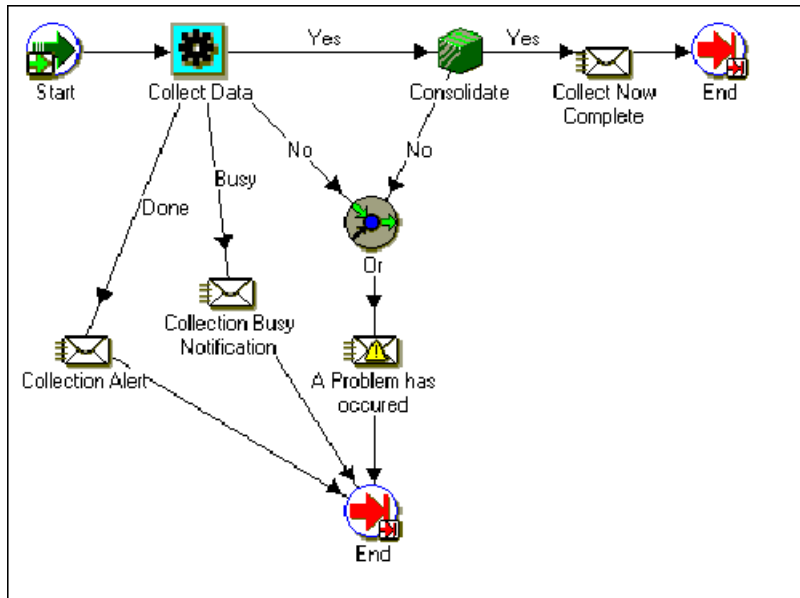 Yes
Yes
Start
Collect Data
Consolidate
Collect Now
Complete
End
No
No
Busy
Done
Or
Collection Busy
Notification
Collection Alert
A Problem has
occured
End